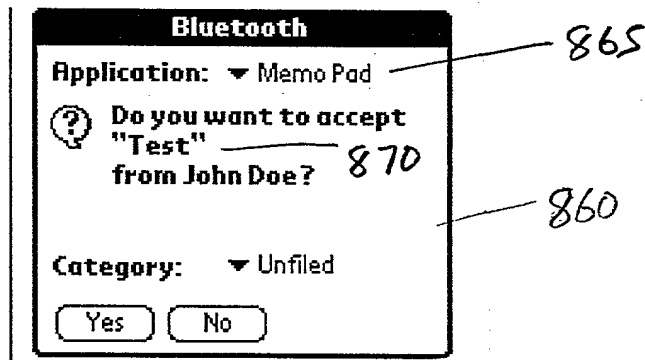 Bluetooth
Application: Memo Pad 865
Do you want to accept
"Test" 870
from John Doe?
860
Category: Unfiled
Yes No